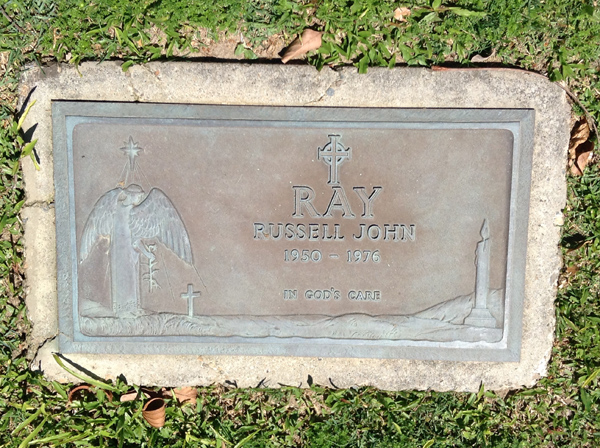 RAY
RUSSELL JOHN
1950 - 1976
IN GOD'S CARE